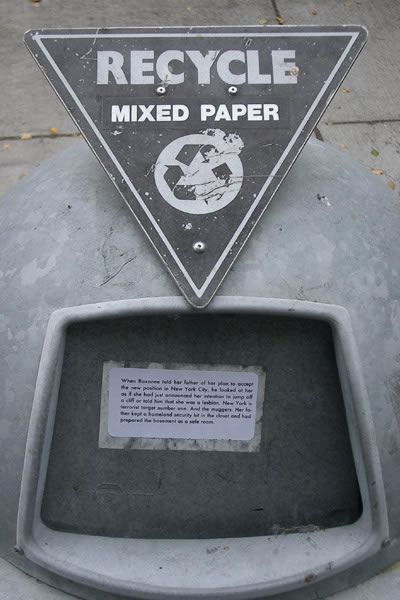 RECYCLE
MIXED PAPER
When Roxanne told her father of her plan to accept
the new position in New York City, he looked at her
as if she had just announced her intention to jump off
a cliff or told him that she was a lesbian. New York is
terrorist target number one. And the muggers. Her fa-
ther kept a homeland security kit in the closet and had
prepared the basement as a safe room.